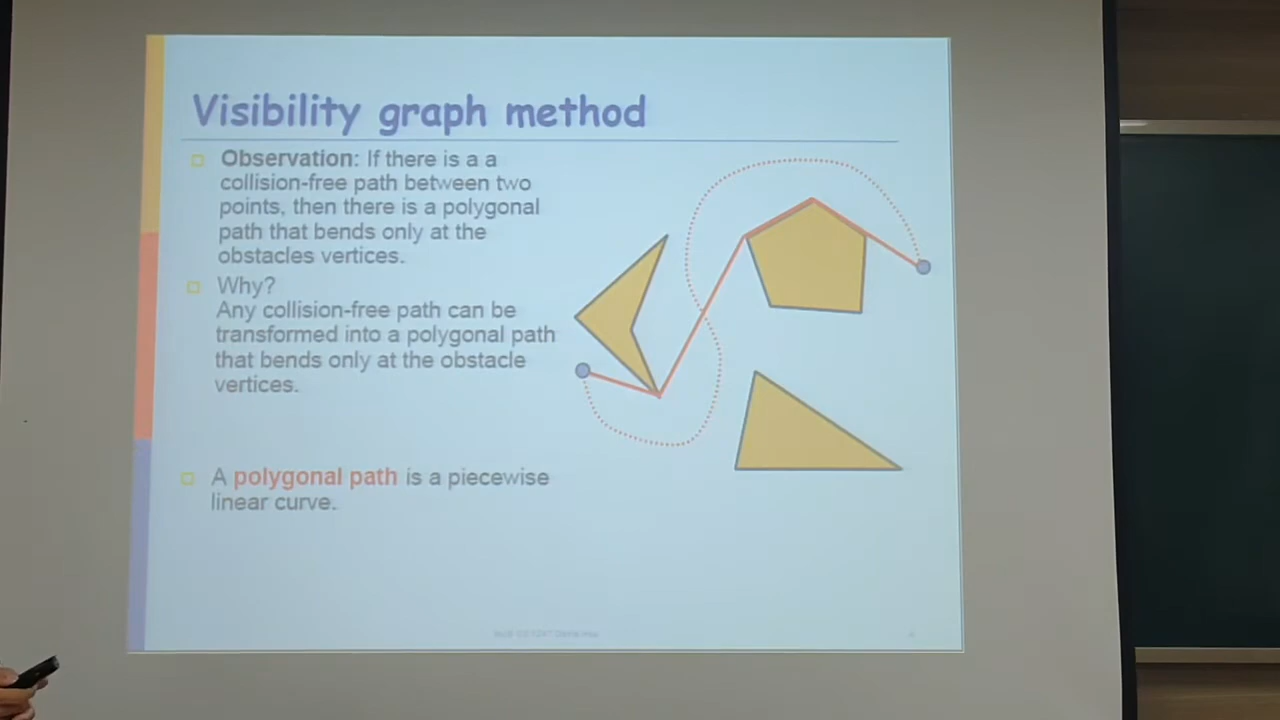 Visibility graph method
Observation: If there is a a
collision-free path between two
points, then there is a polygonal
path that bends only at the
obstacles vertices.
Why?
Any collision-free path can be
transformed into a polygonal path
that bends only at the obstacle
vertices.
A polygonal path is a piecewise
linear curve.